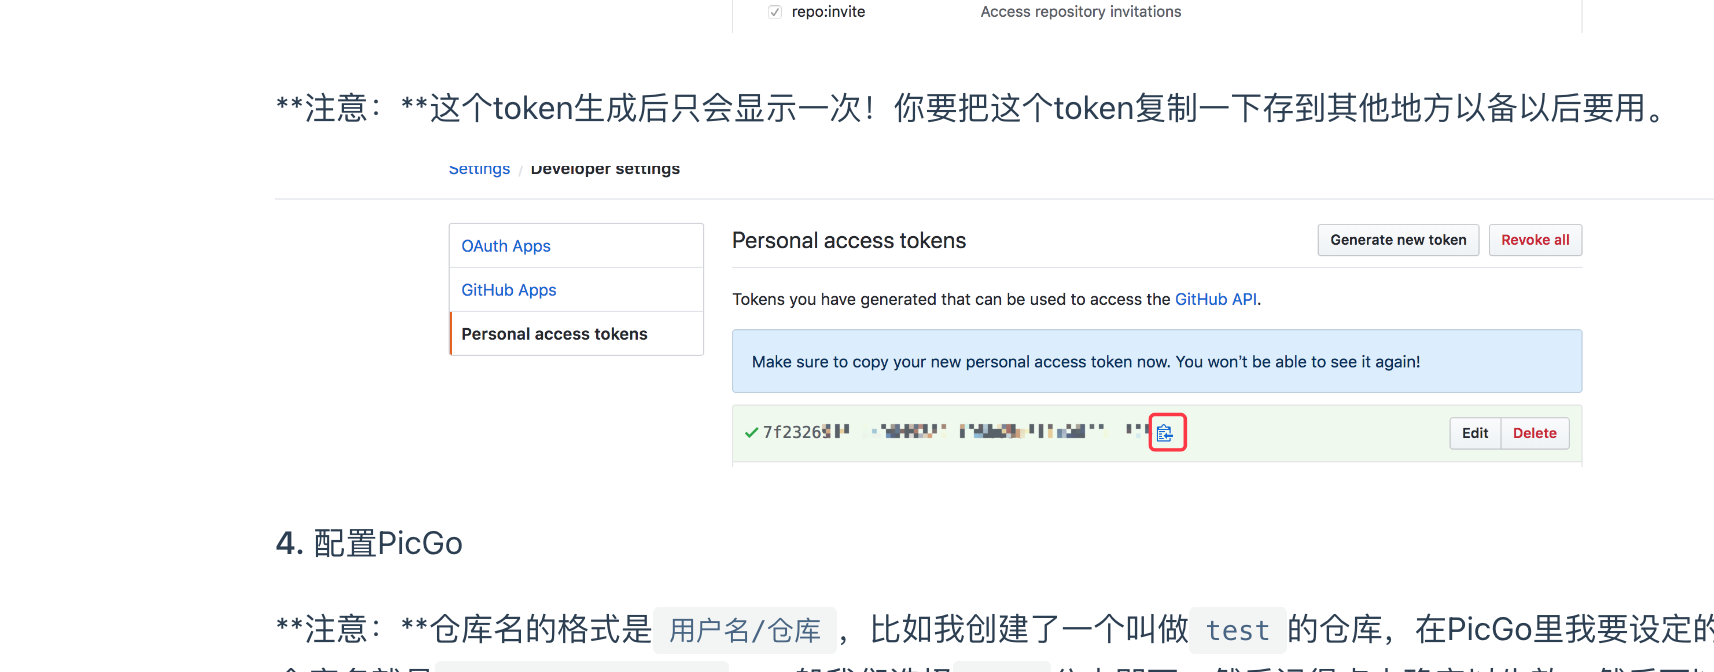 repo:invite Access repository invitations
**注意：**这个token生成后只会显示一次！你要把这个token复制一下存到其他地方以备以后要用。
Settings / Developer settings
OAuth Apps
GitHub Apps
Personal access tokens
Personal access tokens
Generate new token
Revoke all
Tokens you have generated that can be used to access the GitHub API.
Make sure to copy your new personal access token now. You won't be able to see it again!
7f2326
Edit
Delete
4. 配置PicGo
**注意：**仓库名的格式是 用户名/仓库 ，比如我创建了一个叫做 test 的仓库，在PicGo里我要设定的